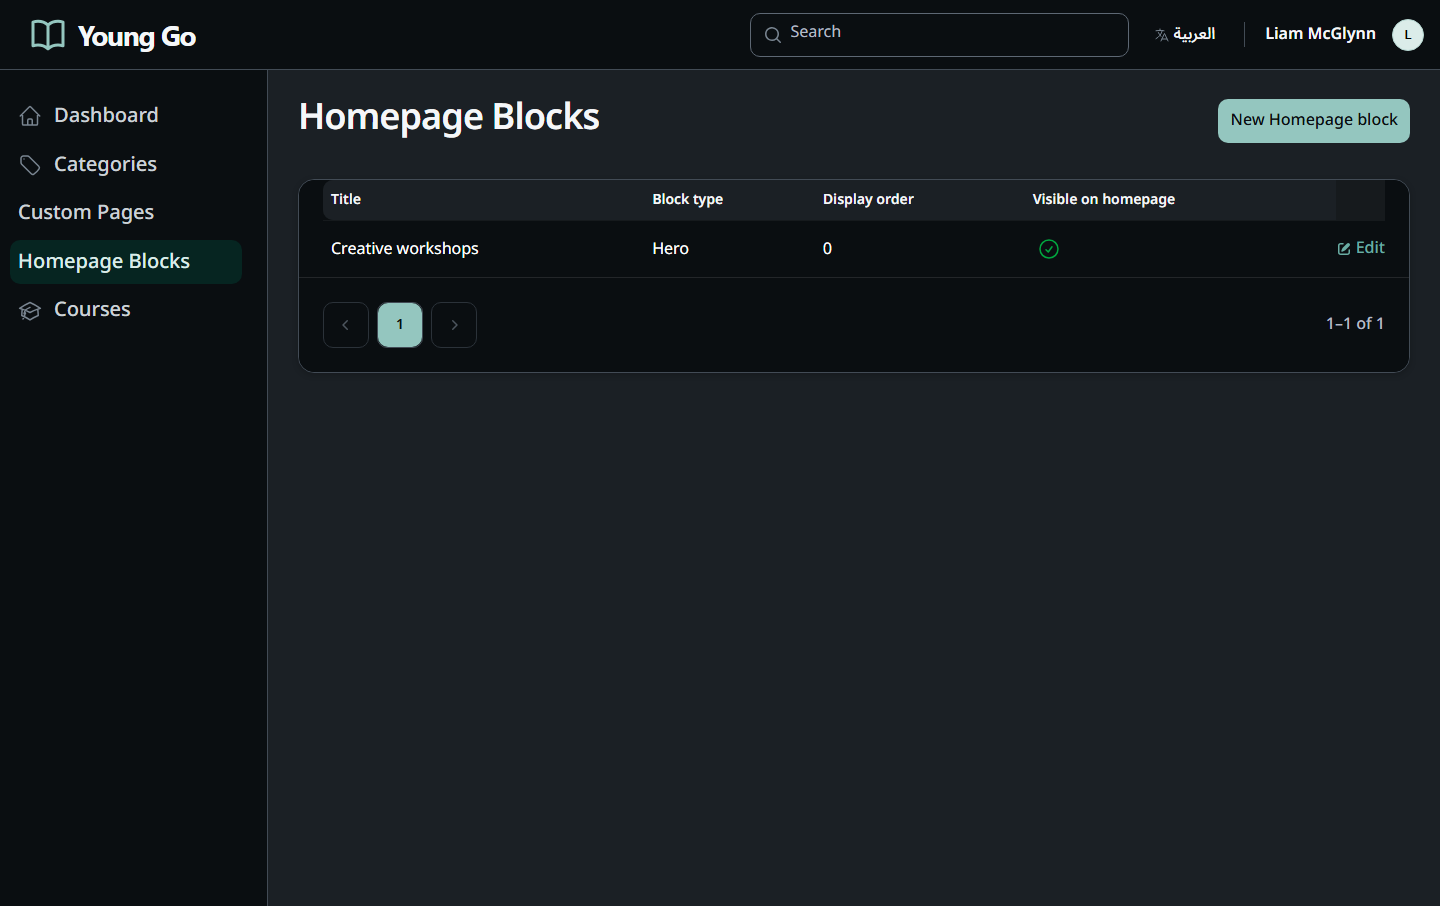 Young Go
Search
العربية
Liam McGlynn
L
Dashboard
Categories
Custom Pages
Homepage Blocks
Courses
Homepage Blocks
New Homepage block
Title Block type Display order Visible on homepage
Creative workshops Hero 0 Edit
1
1–1 of 1